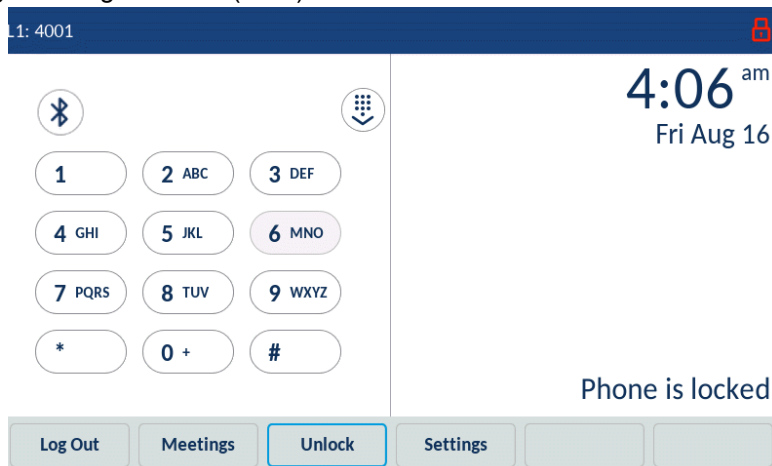 L1: 4001
4:06 am
Fri Aug 16
1
2 ABC
3 DEF
4 GHI
5 JKL
6 MNO
7 PQRS
8 TUV
9 WXYZ
*
0 +
#
Phone is locked
Log Out
Meetings
Unlock
Settings